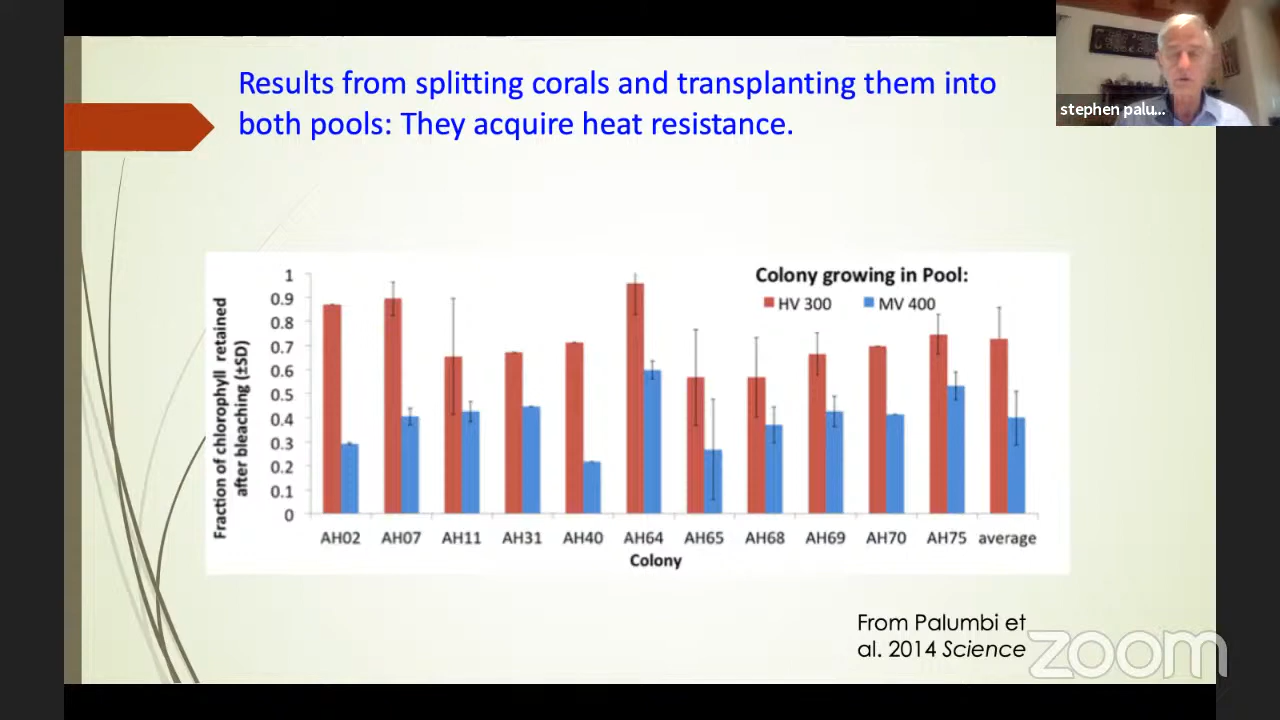 Results from splitting corals and transplanting them into
both pools: They acquire heat resistance.
stephen palu...
Fraction of chlorophyll retained
after bleaching (±SD)
1
0.9
0.8
0.7
0.6
0.5
0.4
0.3
0.2
0.1
0
Colony growing in Pool:
HV 300 MV 400
AH02 AH07 AH11 AH31 AH40 AH64 AH65 AH68 AH69 AH70 AH75 average
Colony
From Palumbi et
al. 2014 Science
zoom